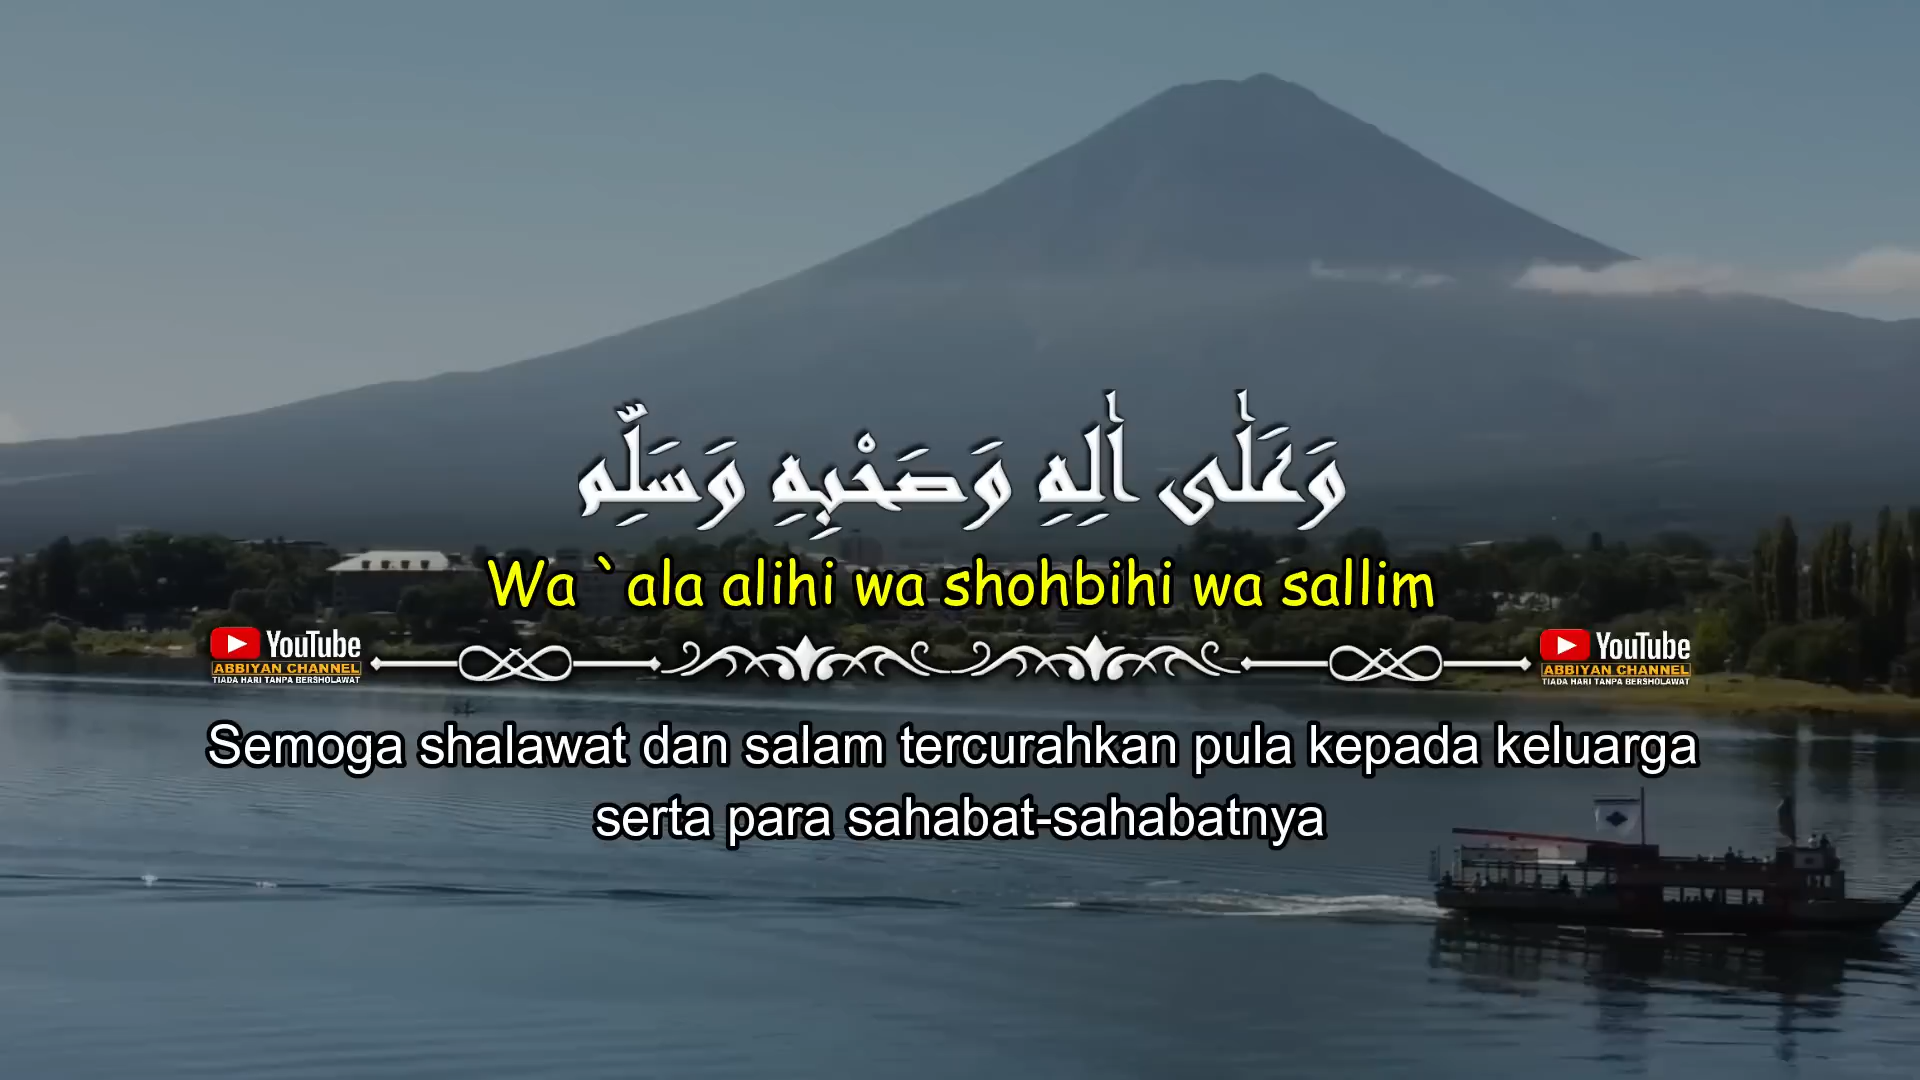 وَعَلٰى اٰلِهِ وَصَحْبِهِ وَسَلِّم
Wa `ala alihi wa shohbihi wa sallim
YouTube
ABBIYAN CHANNEL
TIADA HARI TANPA BERSHOLAWAT
YouTube
ABBIYAN CHANNEL
TIADA HARI TANPA BERSHOLAWAT
Semoga shalawat dan salam tercurahkan pula kepada keluarga
serta para sahabat-sahabatnya